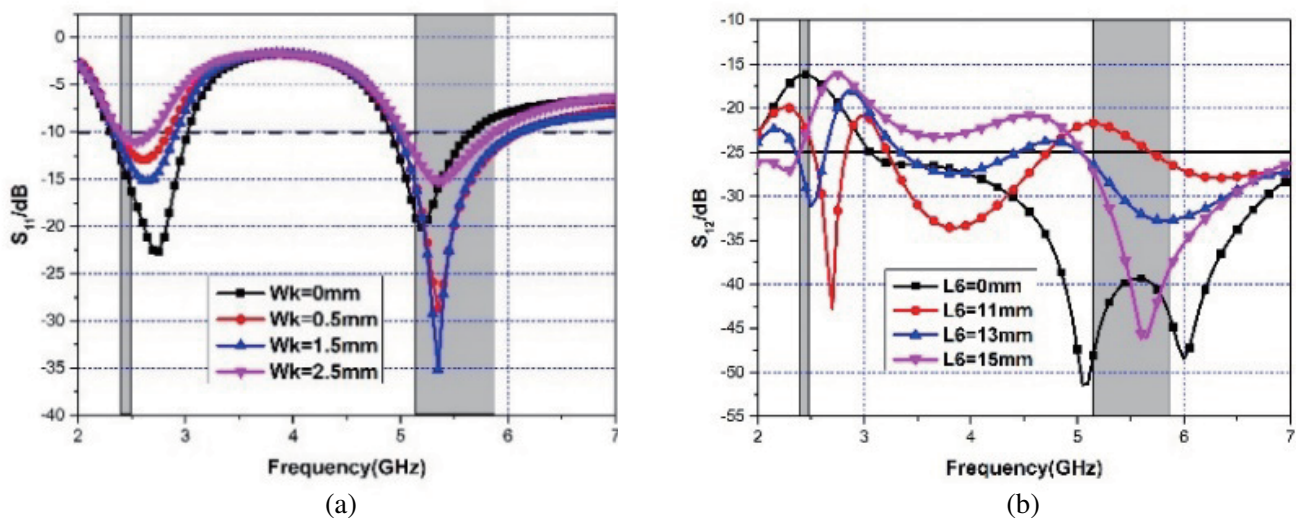 0
-5
-10
-15
-20
-25
-30
-35
-40
S11/dB
2 3 4 5 6 7
Frequency(GHz)
Wk=0mm
Wk=0.5mm
Wk=1.5mm
Wk=2.5mm
(a)
-10
-15
-20
-25
-30
-35
-40
-45
-50
-55
S12/dB
2 3 4 5 6 7
Frequency(GHz)
L6=0mm
L6=11mm
L6=13mm
L6=15mm
(b)